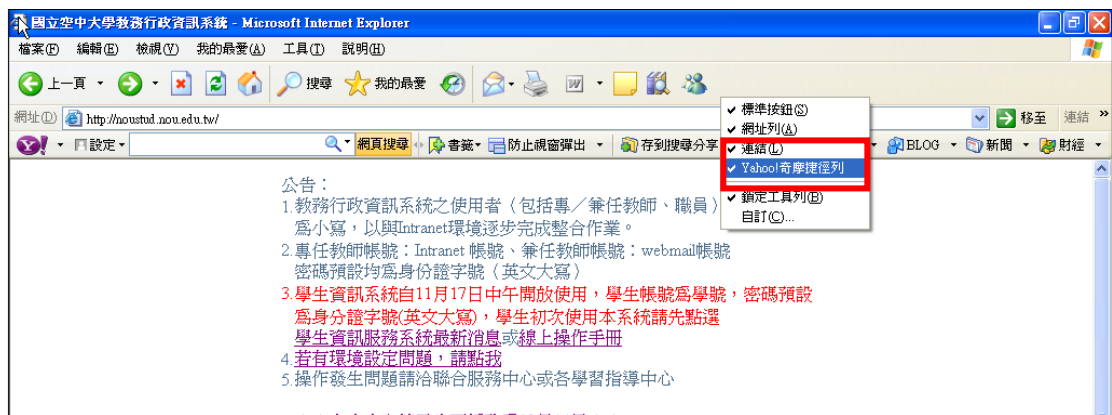 國立空中大學教務行政資訊系統 - Microsoft Internet Explorer
檔案(F) 編輯(E) 檢視(V) 我的最愛(A) 工具(T) 說明(H)
上一頁 搜尋 我的最愛
網址(D) http://noustud.nou.edu.tw/ 移至 連結 »
設定 網頁搜尋 書籤 防止視窗彈出 存到搜尋分享 BLOG 新聞 財經
✓ 標準按鈕(S)
✓ 網址列(A)
✓ 連結(L)
✓ Yahoo!奇摩捷徑列
✓ 鎖定工具列(B)
自訂(C)...
公告：
1.教務行政資訊系統之使用者（包括專／兼任教師、職員）
為小寫，以與Intranet環境逐步完成整合作業。
2.專任教師帳號：Intranet 帳號、兼任教師帳號：webmail帳號
密碼預設均為身份證字號（英文大寫）
3.學生資訊系統自11月17日中午開放使用，學生帳號為學號，密碼預設
為身分證字號(英文大寫)，學生初次使用本系統請先點選
學生資訊服務系統最新消息或線上操作手冊
4.若有環境設定問題，請點我
5.操作發生問題請洽聯合服務中心或各學習指導中心